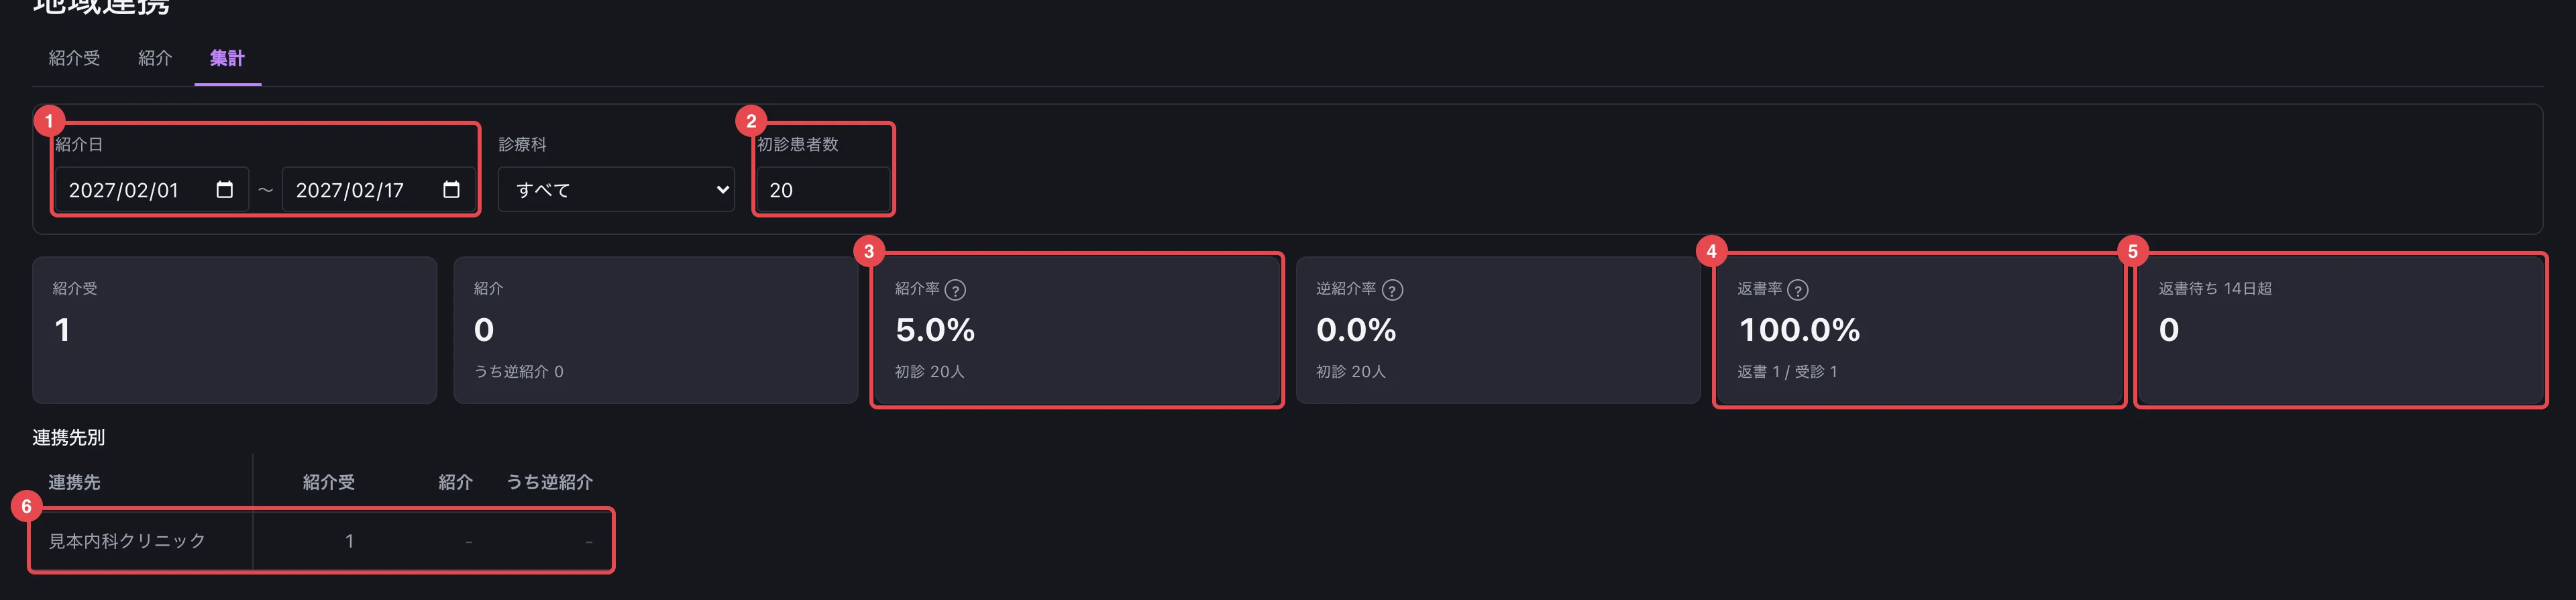 地域連携
紹介受 紹介 集計
1 2
紹介日 診療科 初診患者数
2027/02/01 ～ 2027/02/17 すべて 20
3 4 5
紹介受 紹介 紹介率 ? 逆紹介率 ? 返書率 ? 返書待ち 14日超
1 0 5.0% 0.0% 100.0% 0
うち逆紹介 0 初診 20人 初診 20人 返書 1 / 受診 1
連携先別
連携先 紹介受 紹介 うち逆紹介
6
見本内科クリニック 1 - -